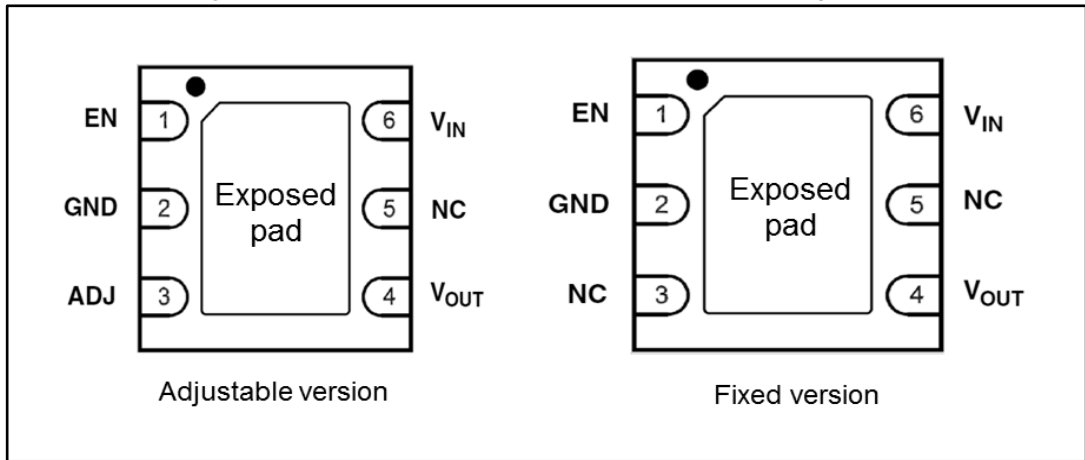 EN 1 6 VIN
GND 2 Exposed pad 5 NC
ADJ 3 4 VOUT
Adjustable version
EN 1 6 VIN
GND 2 Exposed pad 5 NC
NC 3 4 VOUT
Fixed version